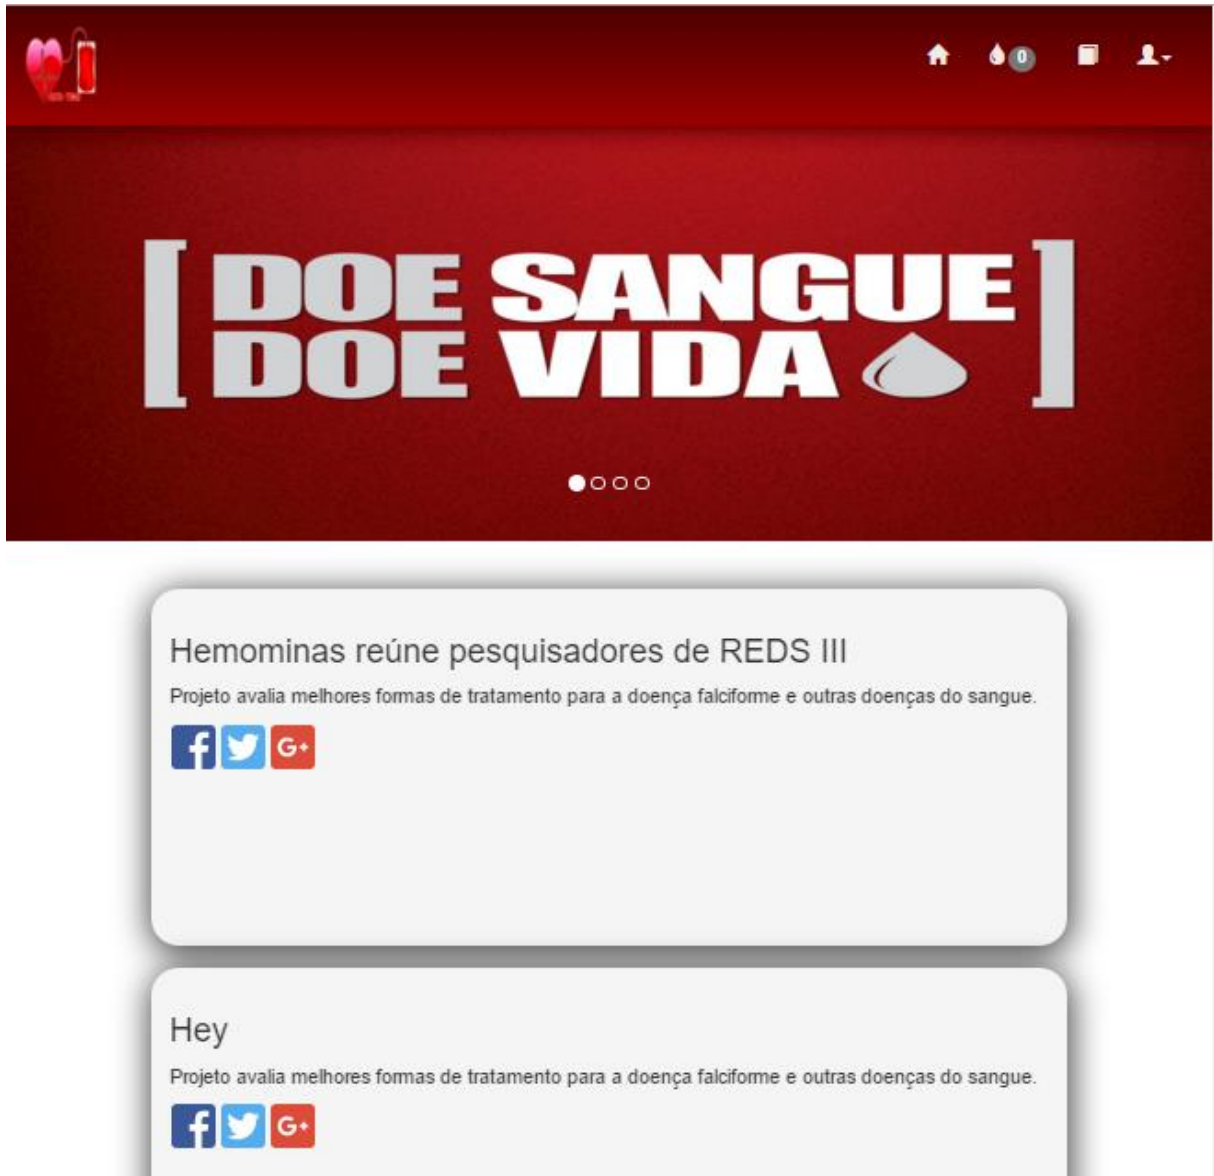 0
[ DOE SANGUE ]
DOE VIDA
Hemominas reúne pesquisadores de REDS III
Projeto avalia melhores formas de tratamento para a doença falciforme e outras doenças do sangue.
f G+
Hey
Projeto avalia melhores formas de tratamento para a doença falciforme e outras doenças do sangue.
f G+